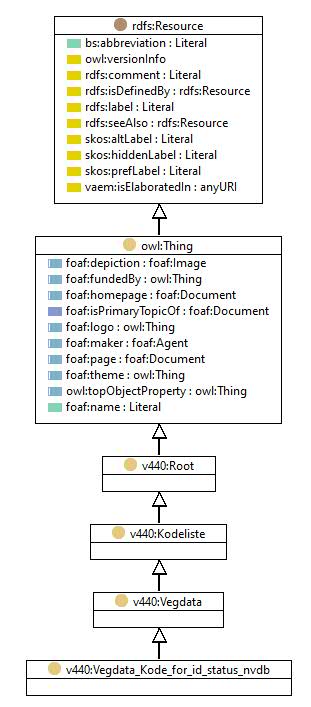 rdfs:Resource
bs:abbreviation : Literal
owl:versionInfo
rdfs:comment : Literal
rdfs:isDefinedBy : rdfs:Resource
rdfs:label : Literal
rdfs:seeAlso : rdfs:Resource
skos:altLabel : Literal
skos:hiddenLabel : Literal
skos:prefLabel : Literal
vaem:isElaboratedIn : anyURI
owl:Thing
foaf:depiction : foaf:Image
foaf:fundedBy : owl:Thing
foaf:homepage : foaf:Document
foaf:isPrimaryTopicOf : foaf:Document
foaf:logo : owl:Thing
foaf:maker : foaf:Agent
foaf:page : foaf:Document
foaf:theme : owl:Thing
owl:topObjectProperty : owl:Thing
foaf:name : Literal
v440:Root
v440:Kodeliste
v440:Vegdata
v440:Vegdata_Kode_for_id_status_nvdb